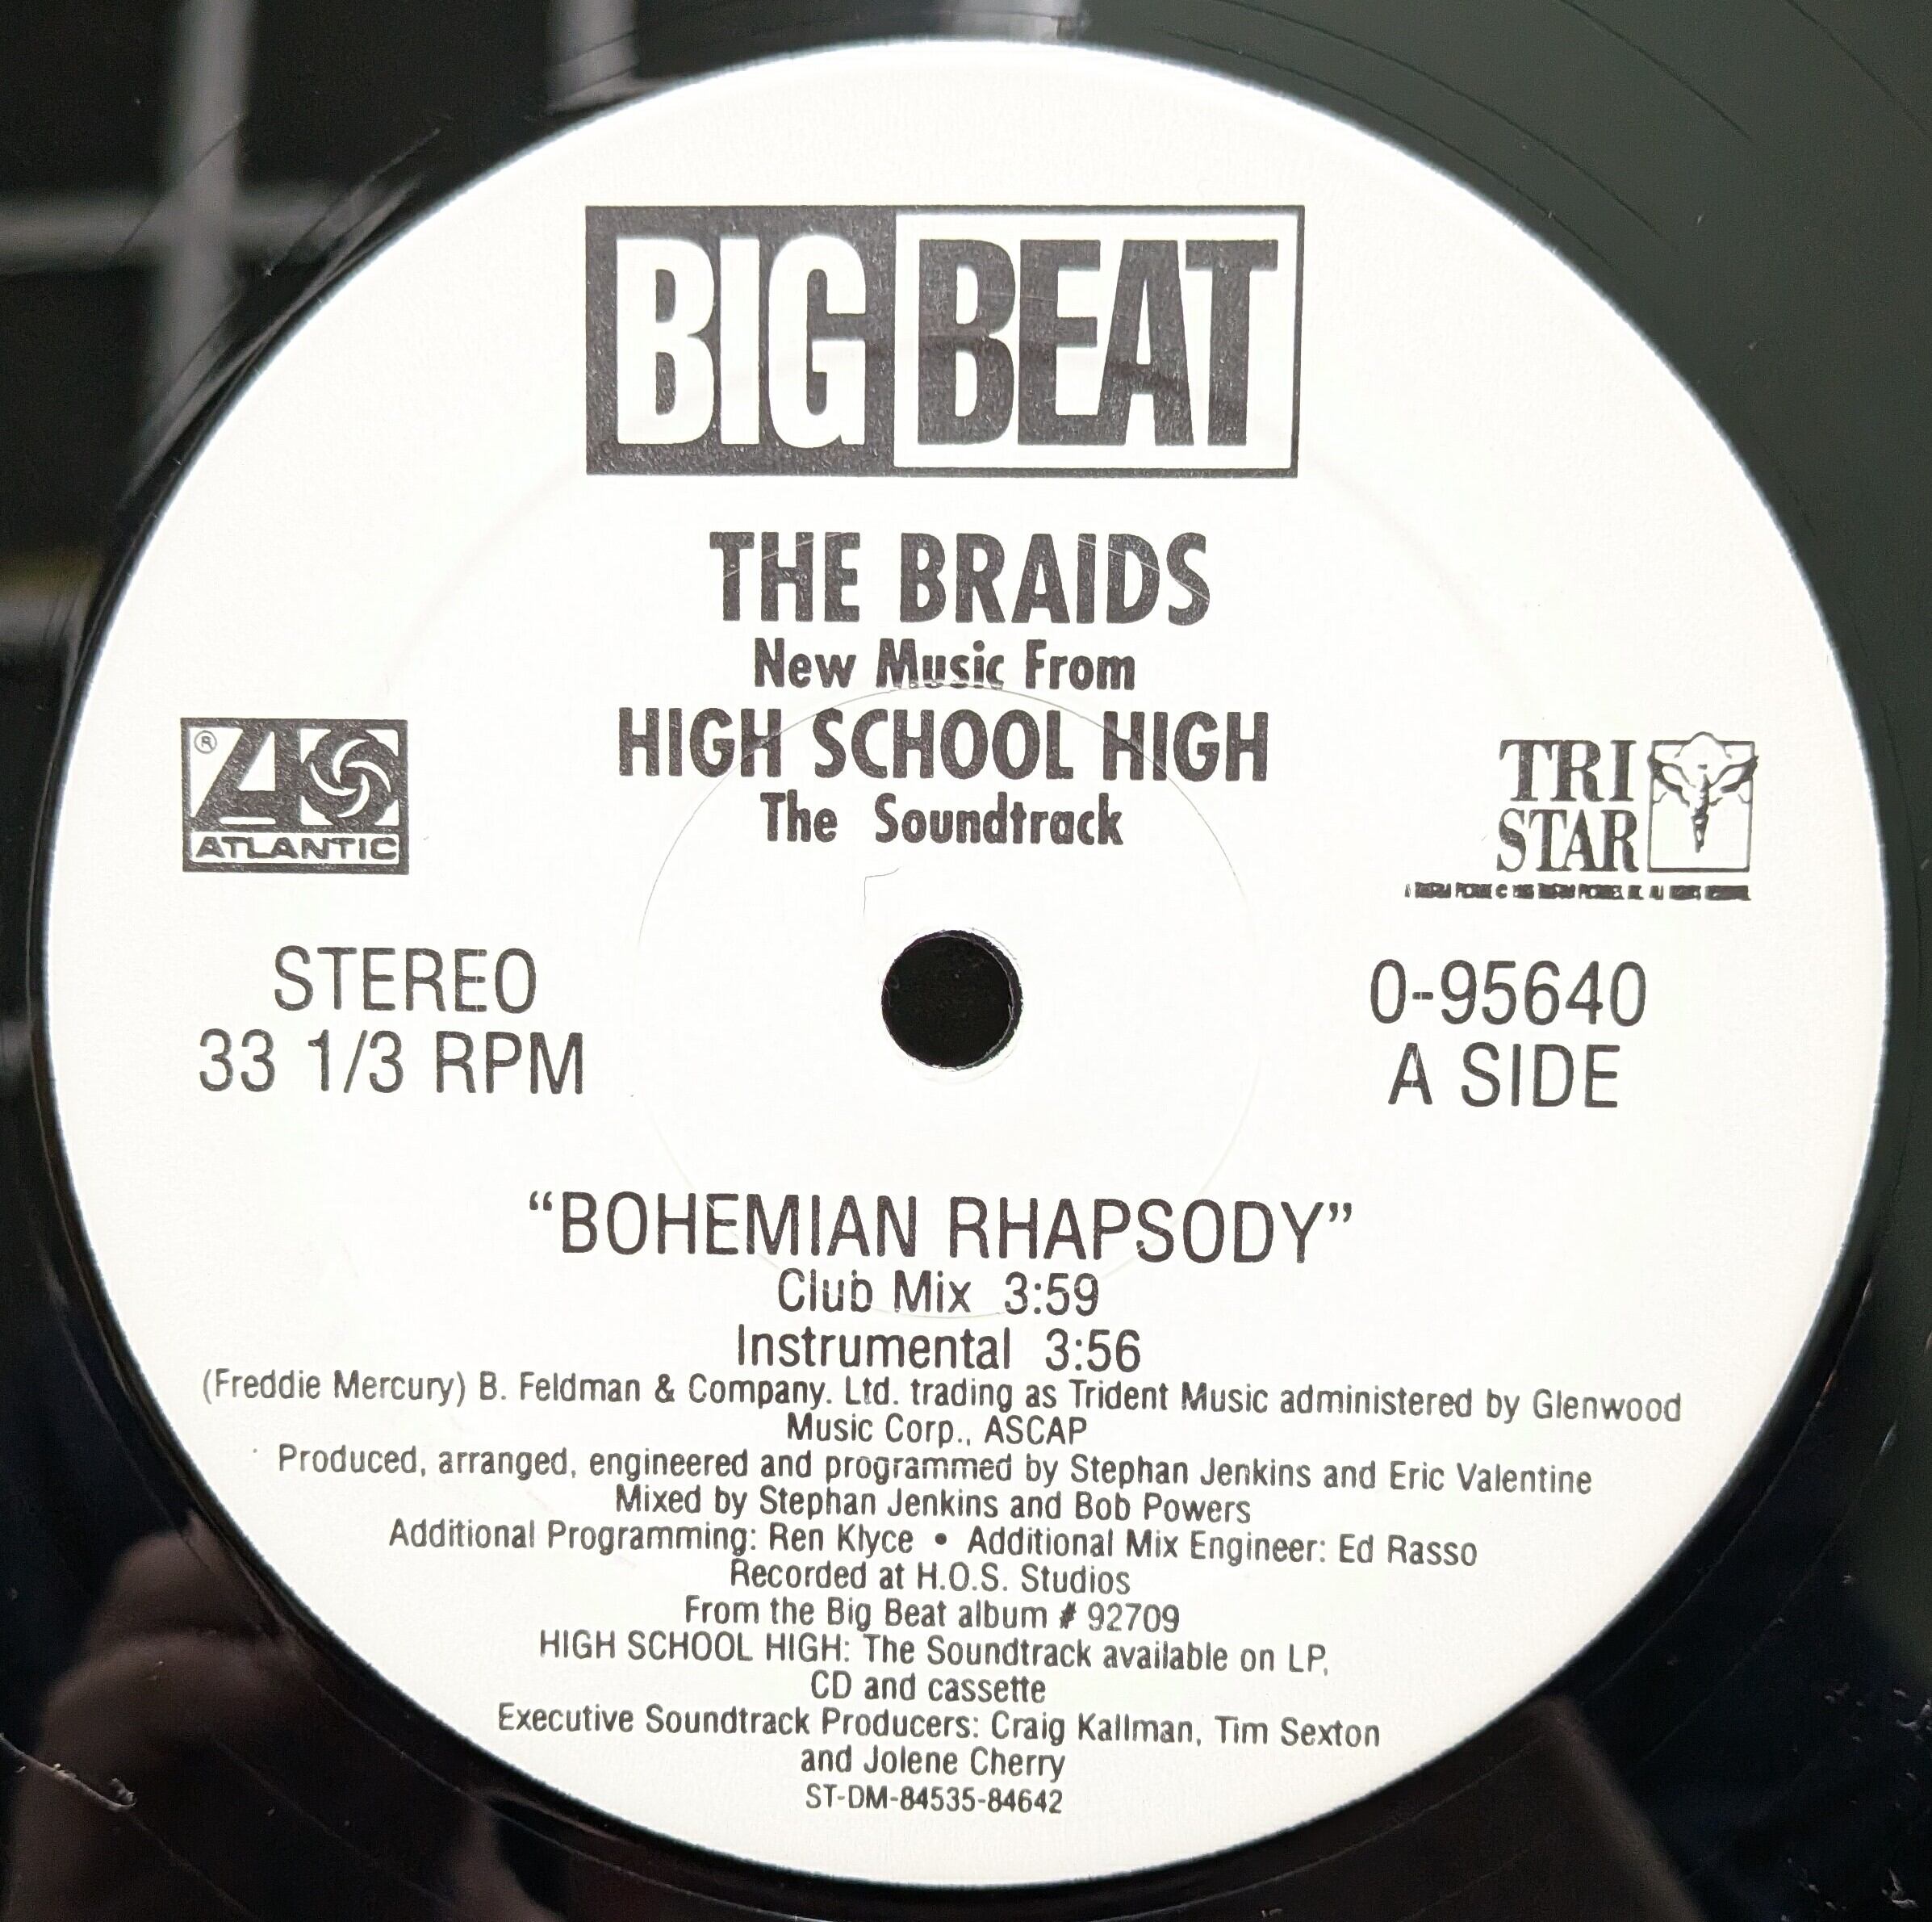 BIG BEAT
THE BRAIDS
New Music From
HIGH SCHOOL HIGH
The Soundtrack
®
ATLANTIC
TRI
STAR
STEREO
33 1/3 RPM
0-95640
A SIDE
“BOHEMIAN RHAPSODY”
Club Mix 3:59
Instrumental 3:56
(Freddie Mercury) B. Feldman & Company. Ltd. trading as Trident Music administered by Glenwood
Music Corp., ASCAP
Produced, arranged, engineered and programmed by Stephan Jenkins and Eric Valentine
Mixed by Stephan Jenkins and Bob Powers
Additional Programming: Ren Klyce • Additional Mix Engineer: Ed Rasso
Recorded at H.O.S. Studios
From the Big Beat album # 92709
HIGH SCHOOL HIGH: The Soundtrack available on LP,
CD and cassette
Executive Soundtrack Producers: Craig Kallman, Tim Sexton
and Jolene Cherry
ST-DM-84535-84642